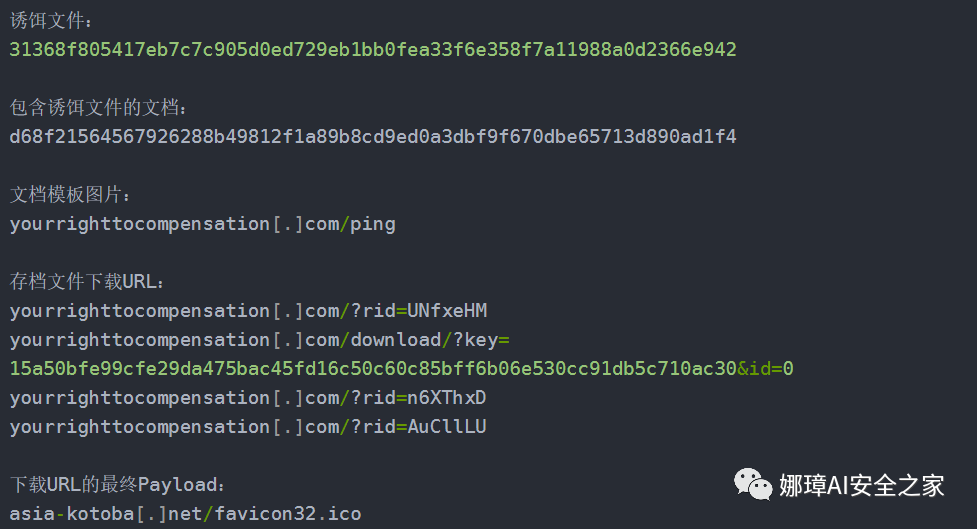 诱饵文件：
31368f805417eb7c7c905d0ed729eb1bb0fea33f6e358f7a11988a0d2366e942
包含诱饵文件的文档：
d68f21564567926288b49812f1a89b8cd9ed0a3dbf9f670dbe65713d890ad1f4
文档模板图片：
yourrighttocompensation[.]com/ping
存档文件下载URL：
yourrighttocompensation[.]com/?rid=UNfxeHM
yourrighttocompensation[.]com/download/?key=
15a50bfe99cfe29da475bac45fd16c50c60c85bff6b06e530cc91db5c710ac30&id=0
yourrighttocompensation[.]com/?rid=n6XThxD
yourrighttocompensation[.]com/?rid=AuCllLU
下载URL的最终Payload：
asia-kotoba[.]net/favicon32.ico
娜璋AI安全之家